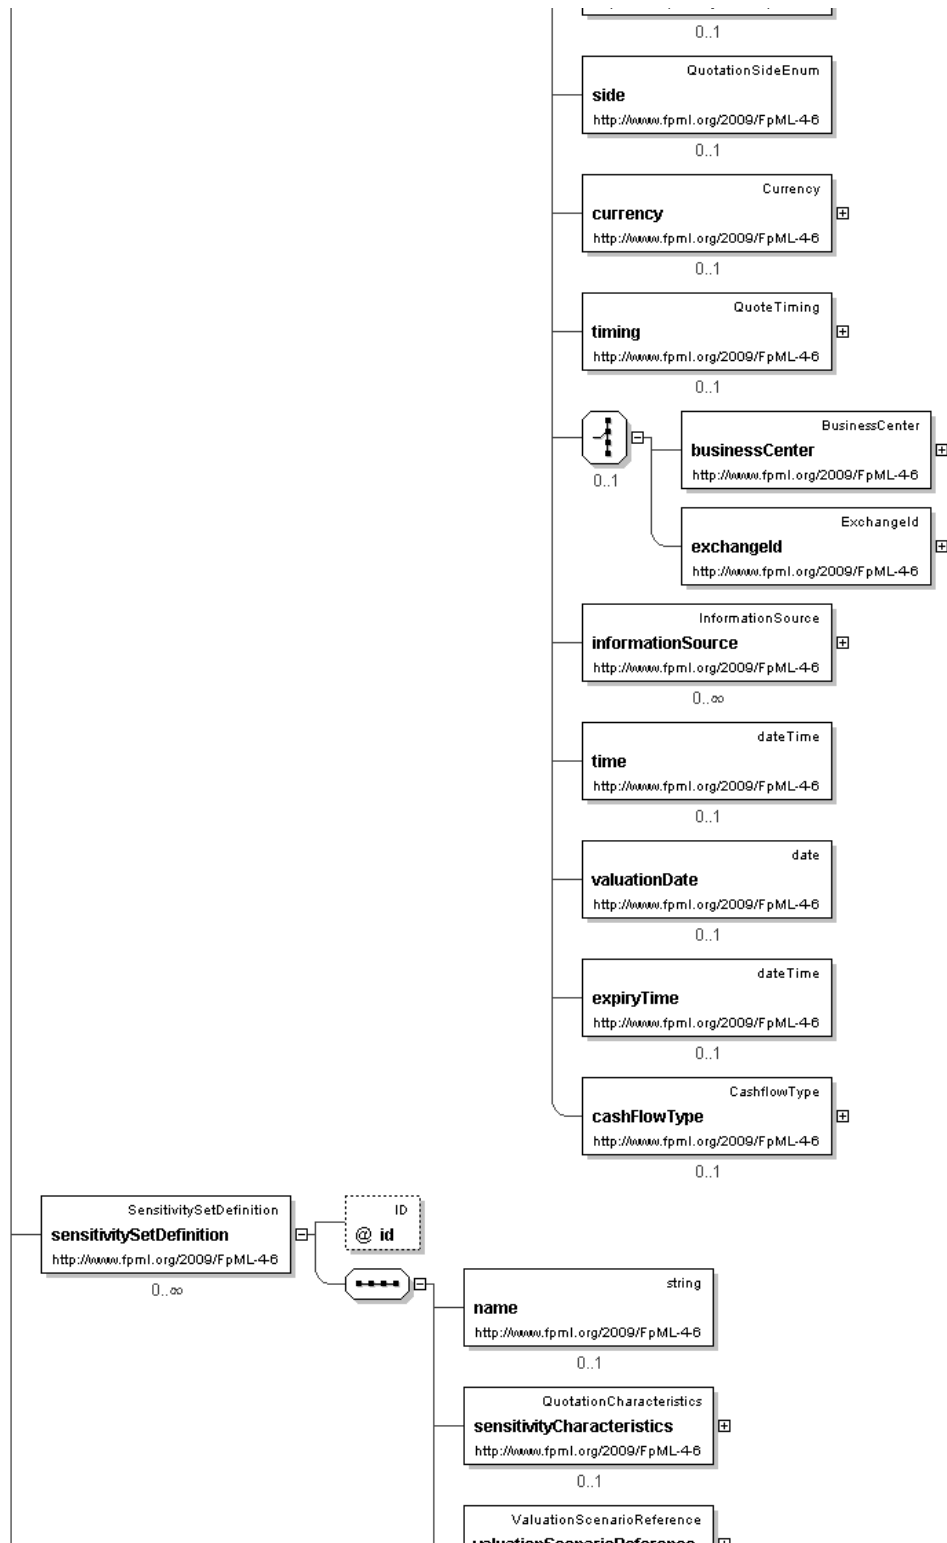 0..1
QuotationSideEnum
side
http://www.fpml.org/2009/FpML-4-6
0..1
Currency
currency
http://www.fpml.org/2009/FpML-4-6
0..1
QuoteTiming
timing
http://www.fpml.org/2009/FpML-4-6
0..1
0..1
BusinessCenter
businessCenter
http://www.fpml.org/2009/FpML-4-6
ExchangeId
exchangeId
http://www.fpml.org/2009/FpML-4-6
InformationSource
informationSource
http://www.fpml.org/2009/FpML-4-6
0..∞
dateTime
time
http://www.fpml.org/2009/FpML-4-6
0..1
date
valuationDate
http://www.fpml.org/2009/FpML-4-6
0..1
dateTime
expiryTime
http://www.fpml.org/2009/FpML-4-6
0..1
CashflowType
cashFlowType
http://www.fpml.org/2009/FpML-4-6
0..1
SensitivitySetDefinition
sensitivitySetDefinition
http://www.fpml.org/2009/FpML-4-6
0..∞
ID
@ id
string
name
http://www.fpml.org/2009/FpML-4-6
0..1
QuotationCharacteristics
sensitivityCharacteristics
http://www.fpml.org/2009/FpML-4-6
0..1
ValuationScenarioReference
valuationScenarioReference